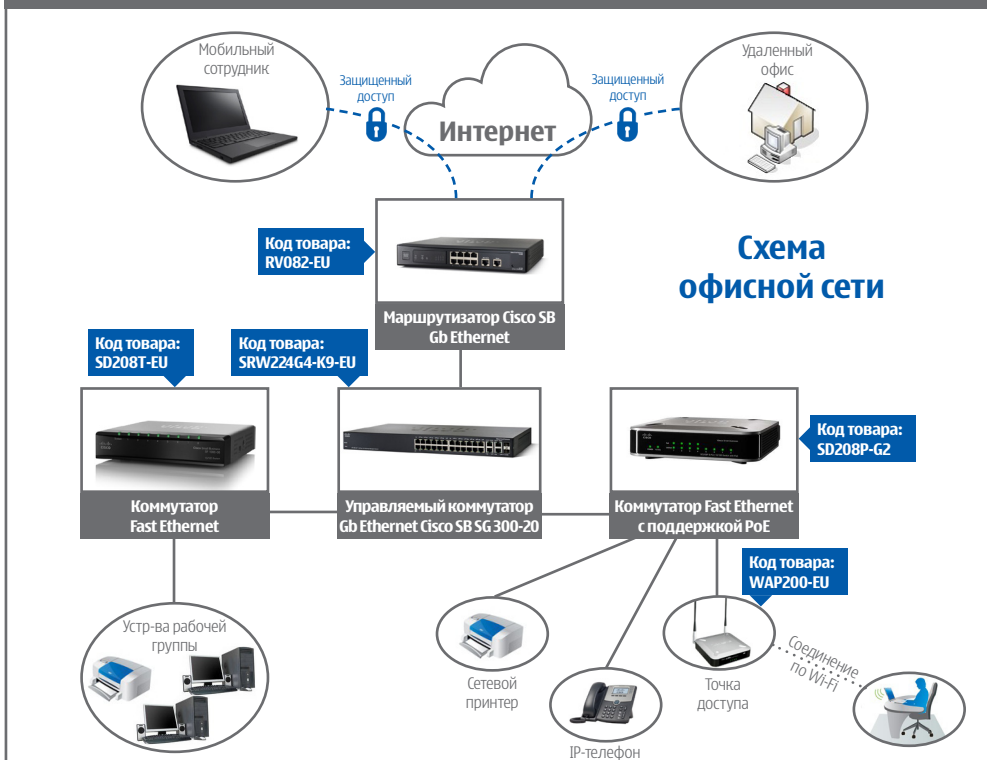 Мобильный
сотрудник
Защищенный
доступ
Интернет
Защищенный
доступ
Удаленный
офис
Код товара:
RV082-EU
Схема
офисной сети
Маршрутизатор Cisco SB
Gb Ethernet
Код товара:
SD208T-EU
Код товара:
SRW224G4-K9-EU
Код товара:
SD208P-G2
Коммутатор
Fast Ethernet
Управляемый коммутатор
Gb Ethernet Cisco SB SG 300-20
Коммутатор Fast Ethernet
с поддержкой PoE
Код товара:
WAP200-EU
Устр-ва рабочей
группы
Сетевой
принтер
IP-телефон
Точка
доступа
Соединение
по Wi-Fi